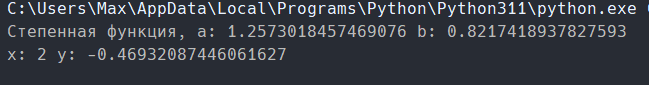 C:\Users\Max\AppData\Local\Programs\Python\Python311\python.exe
Степенная функция, a: 1.2573018457469076 b: 0.8217418937827593
x: 2 y: -0.46932087446061627